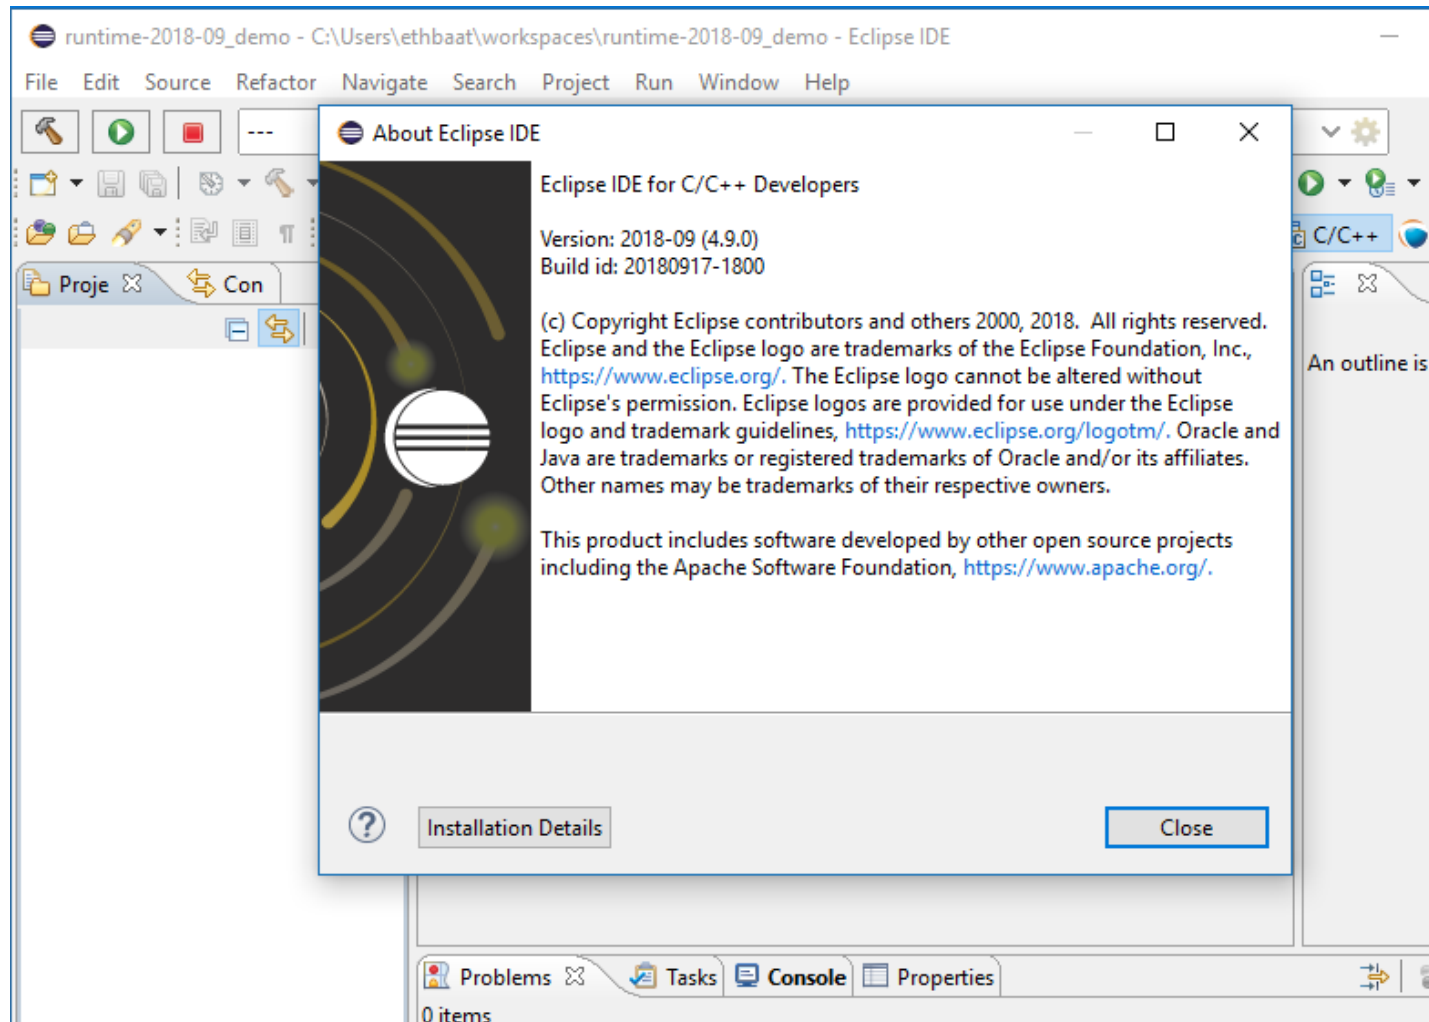 runtime-2018-09_demo - C:\Users\ethbaat\workspaces\runtime-2018-09_demo - Eclipse IDE
File Edit Source Refactor Navigate Search Project Run Window Help
---
About Eclipse IDE
Eclipse IDE for C/C++ Developers
Version: 2018-09 (4.9.0)
Build id: 20180917-1800
(c) Copyright Eclipse contributors and others 2000, 2018.  All rights reserved.
Eclipse and the Eclipse logo are trademarks of the Eclipse Foundation, Inc.,
https://www.eclipse.org/. The Eclipse logo cannot be altered without
Eclipse's permission. Eclipse logos are provided for use under the Eclipse
logo and trademark guidelines, https://www.eclipse.org/logotm/. Oracle and
Java are trademarks or registered trademarks of Oracle and/or its affiliates.
Other names may be trademarks of their respective owners.
This product includes software developed by other open source projects
including the Apache Software Foundation, https://www.apache.org/.
Installation Details
Close
C/C++
Proje
Con
An outline is
Problems Tasks Console Properties
0 items